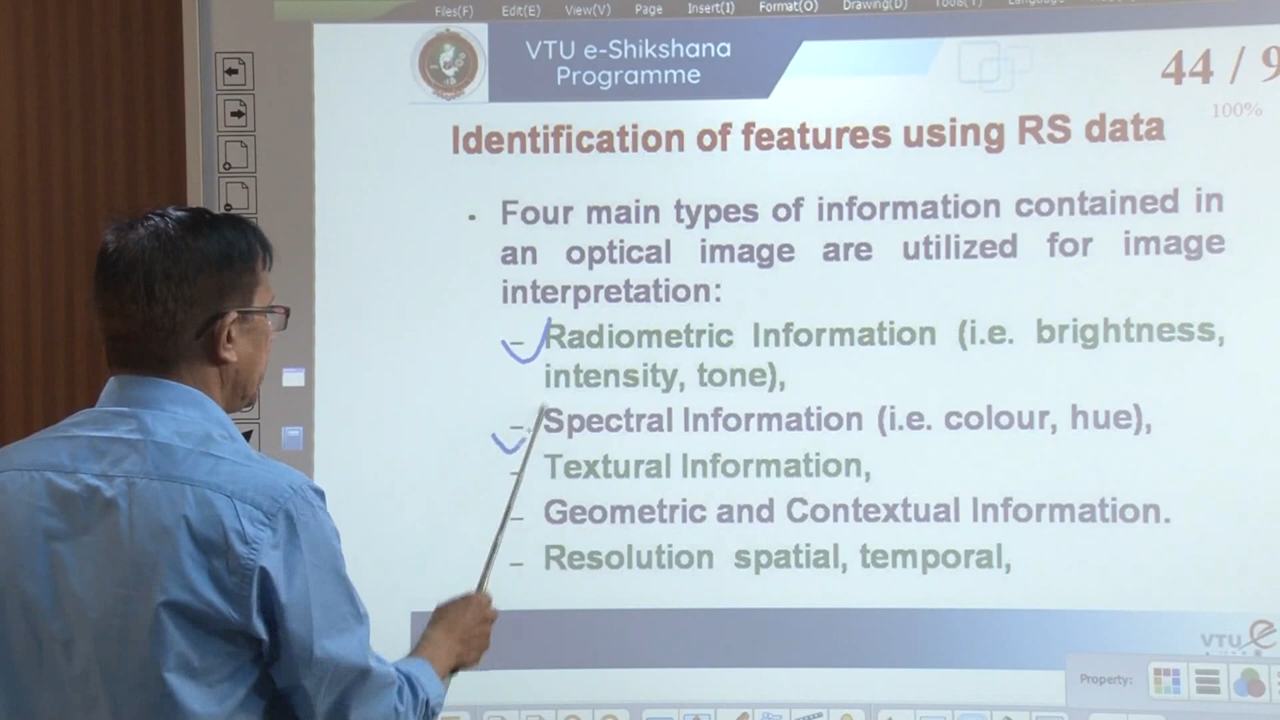 Files(F) Edit(E) View(V) Page Insert(I) Format(O) Drawing(D) Tools(T)
VTU e-Shikshana
Programme
44 / 9
100%
Identification of features using RS data
· Four main types of information contained in
an optical image are utilized for image
interpretation:
– Radiometric Information (i.e. brightness,
intensity, tone),
– Spectral Information (i.e. colour, hue),
– Textural Information,
– Geometric and Contextual Information.
– Resolution spatial, temporal,
VTU e
Property: